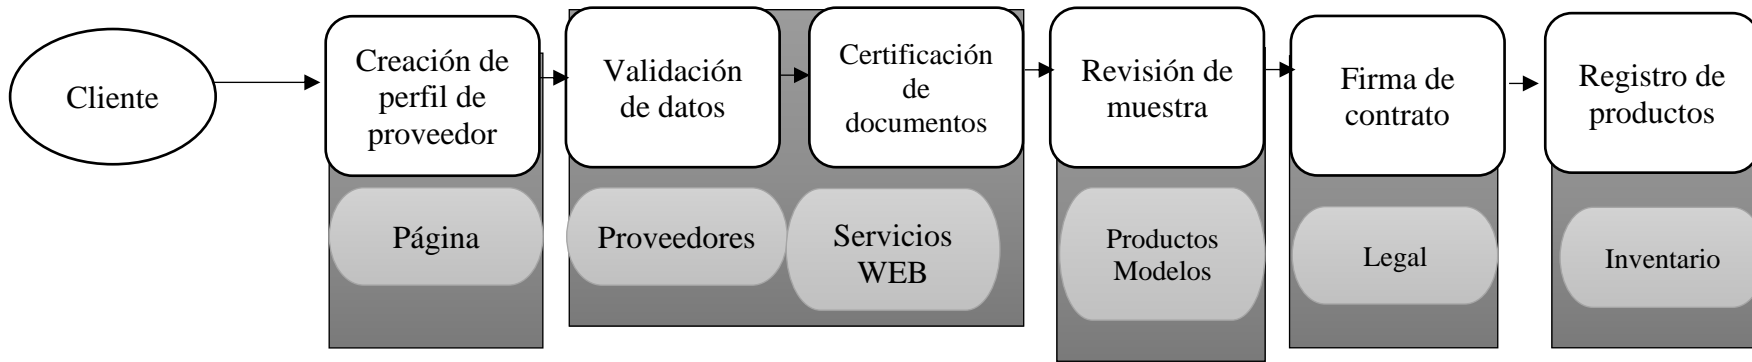 Cliente
Creación de
perfil de
proveedor
Validación
de datos
Certificación
de
documentos
Revisión de
muestra
Firma de
contrato
Registro de
productos
Página
Proveedores
Servicios
WEB
Productos
Modelos
Legal
Inventario